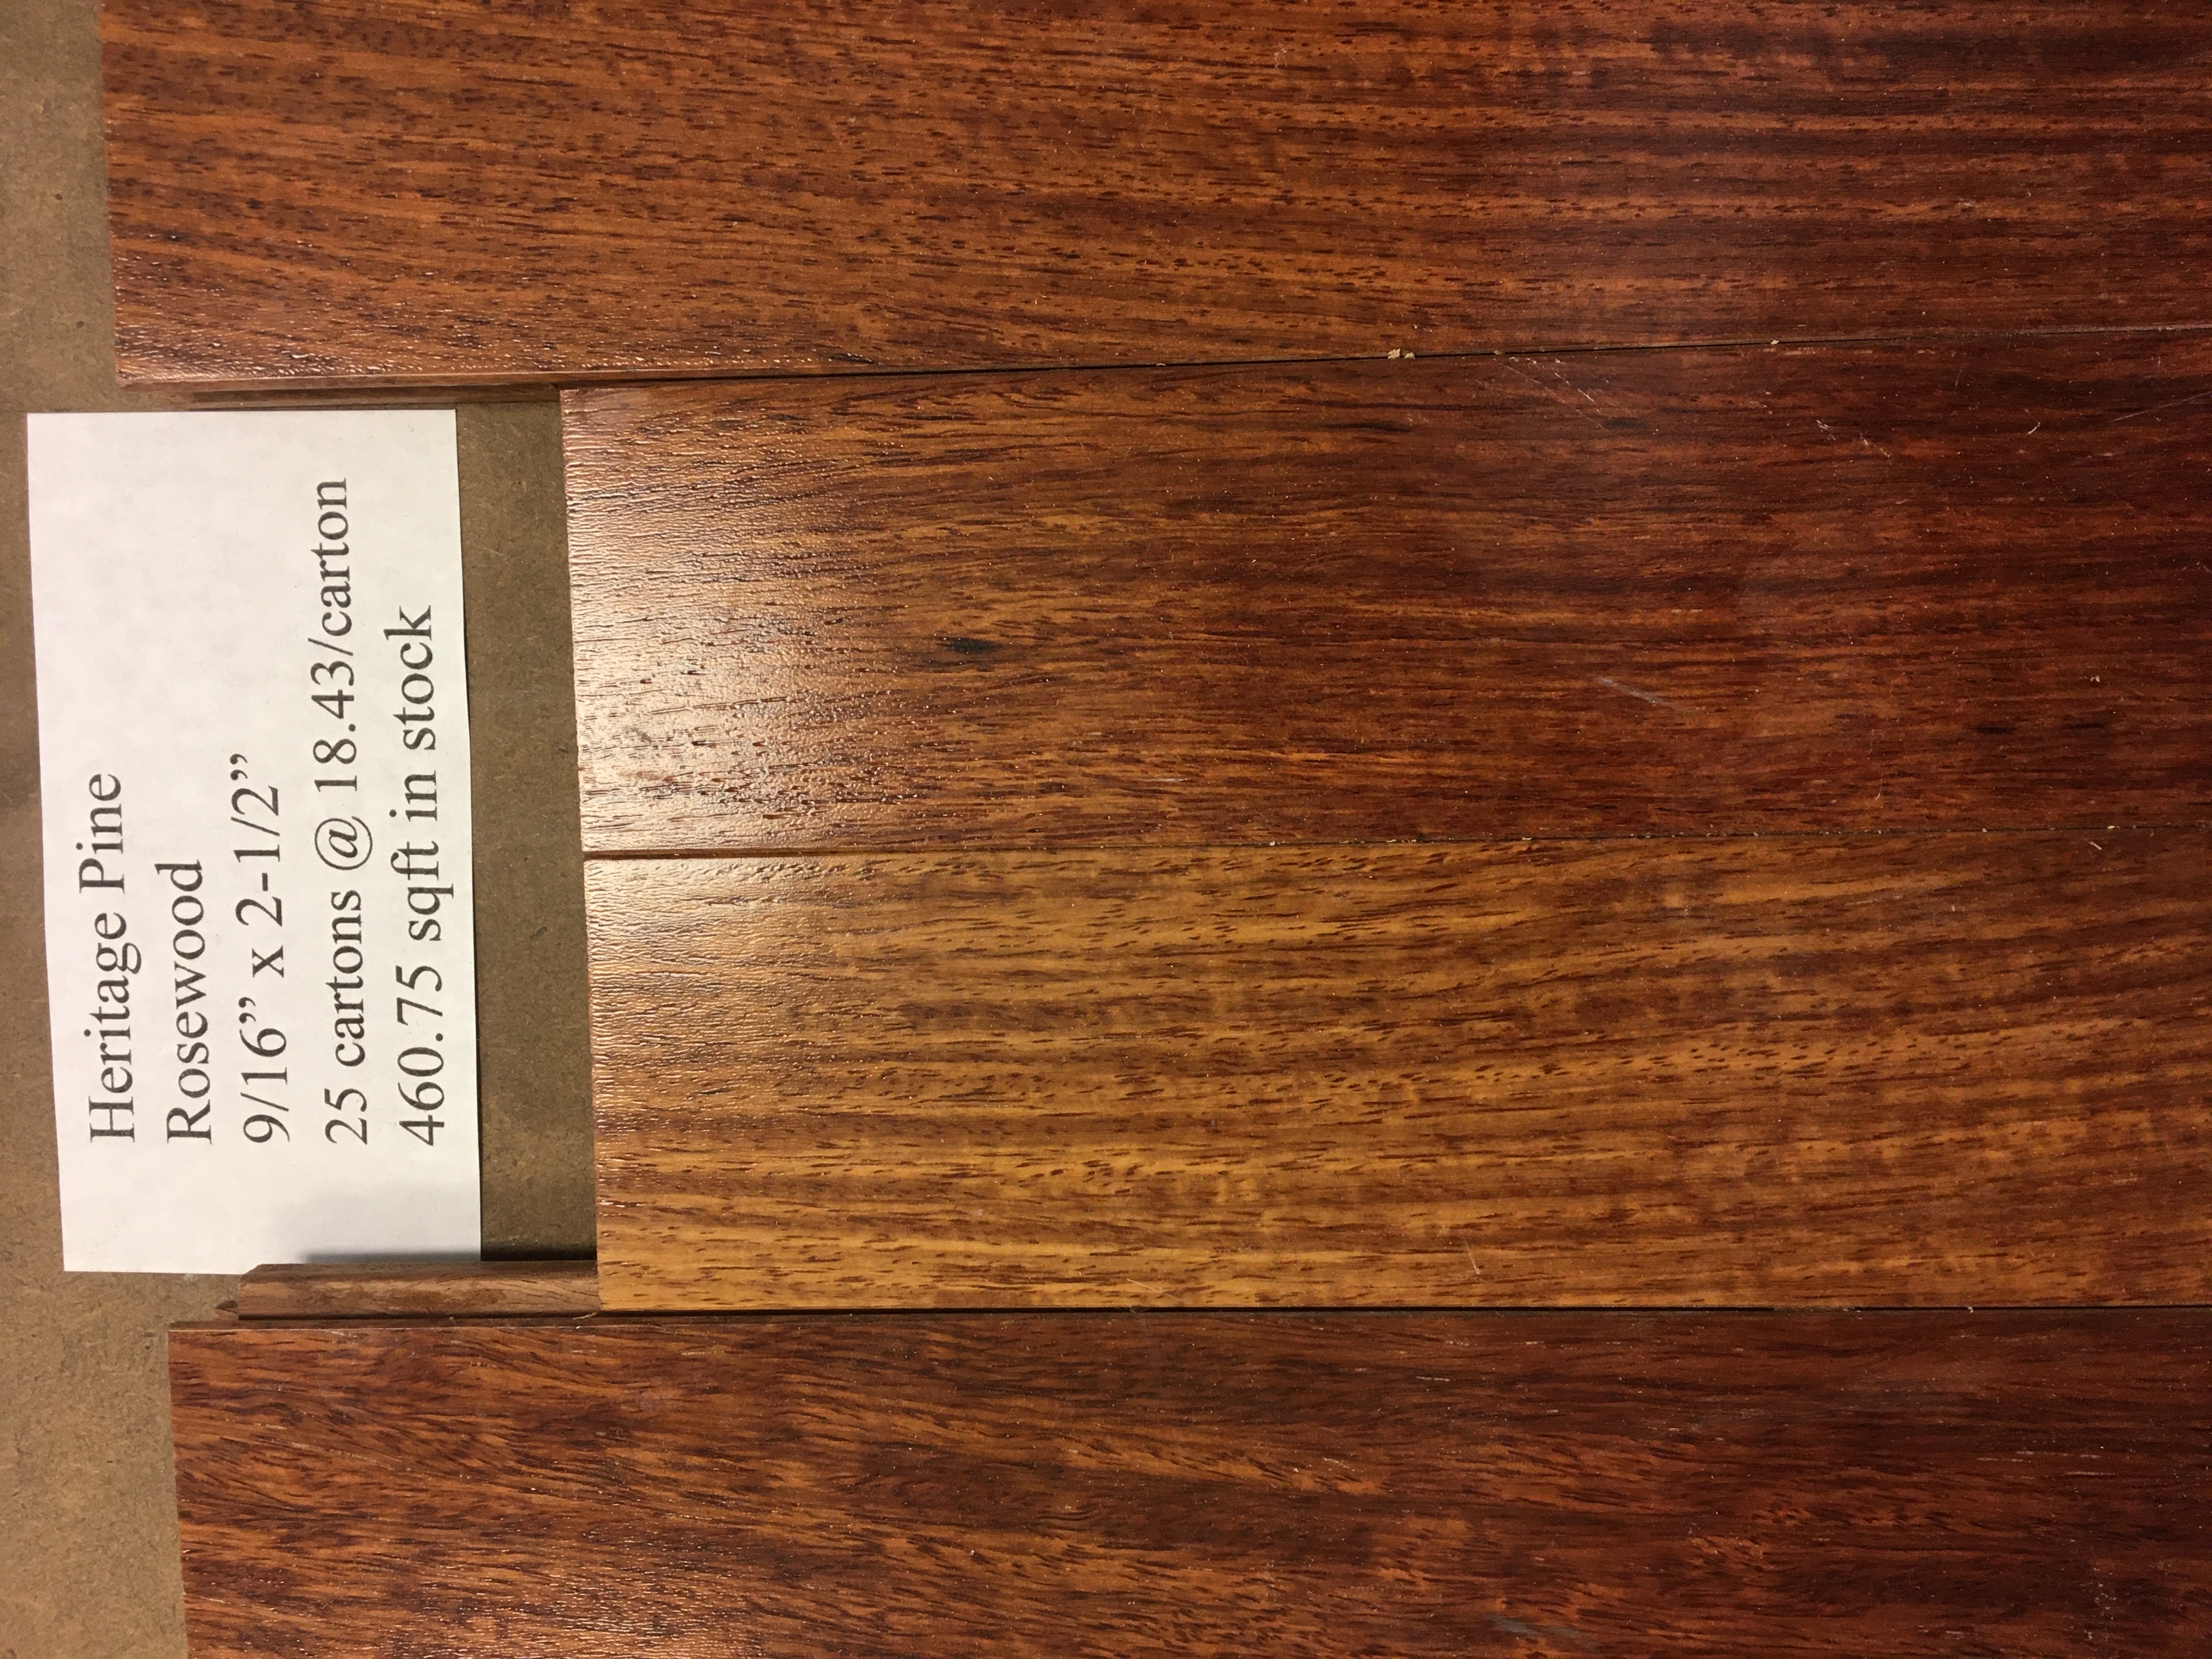 Heritage Pine
Rosewood
9/16” x 2-1/2”
25 cartons @ 18.43/carton
460.75 sqft in stock